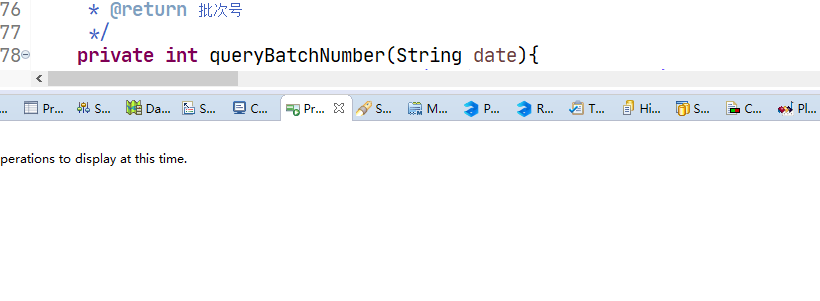 76 * @return 批次号
77 */
78 private int queryBatchNumber(String date){
... Pr... S... Da... S... C... Pr... S... M... P... R... T... Hi... S... C... Pl...
perations to display at this time.